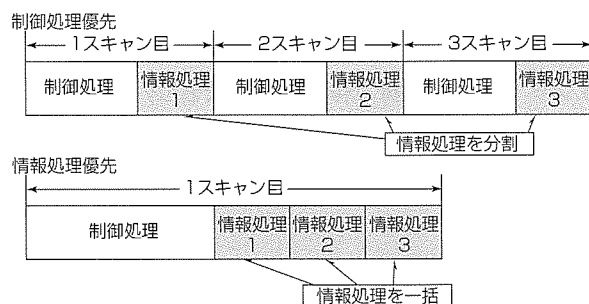 制御処理優先
1スキャン目 2スキャン目 3スキャン目
制御処理 情報処理 1 制御処理 情報処理 2 制御処理 情報処理 3
情報処理を分割
情報処理優先
1スキャン目
制御処理 情報処理 1 情報処理 2 情報処理 3
情報処理を一括